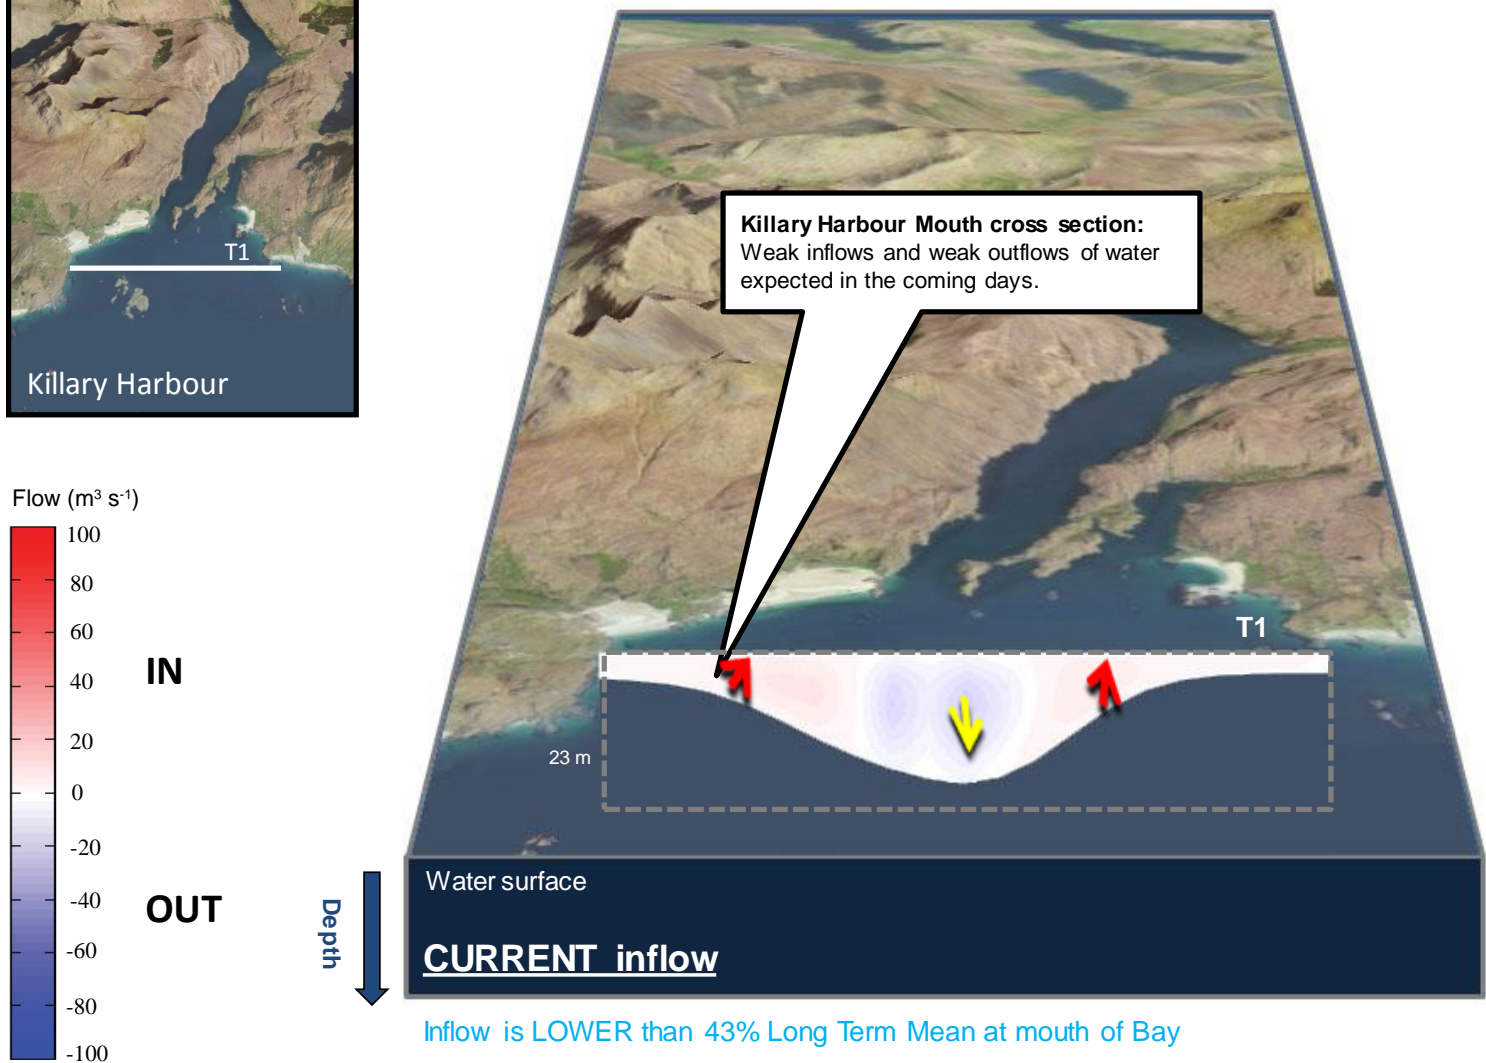 T1
Killary Harbour
Killary Harbour Mouth cross section:
Weak inflows and weak outflows of water
expected in the coming days.
Flow (m³ s⁻¹)
100
80
60
40
20
0
-20
-40
-60
-80
-100
IN
OUT
T1
23 m
Depth
Water surface
CURRENT inflow
Inflow is LOWER than 43% Long Term Mean at mouth of Bay